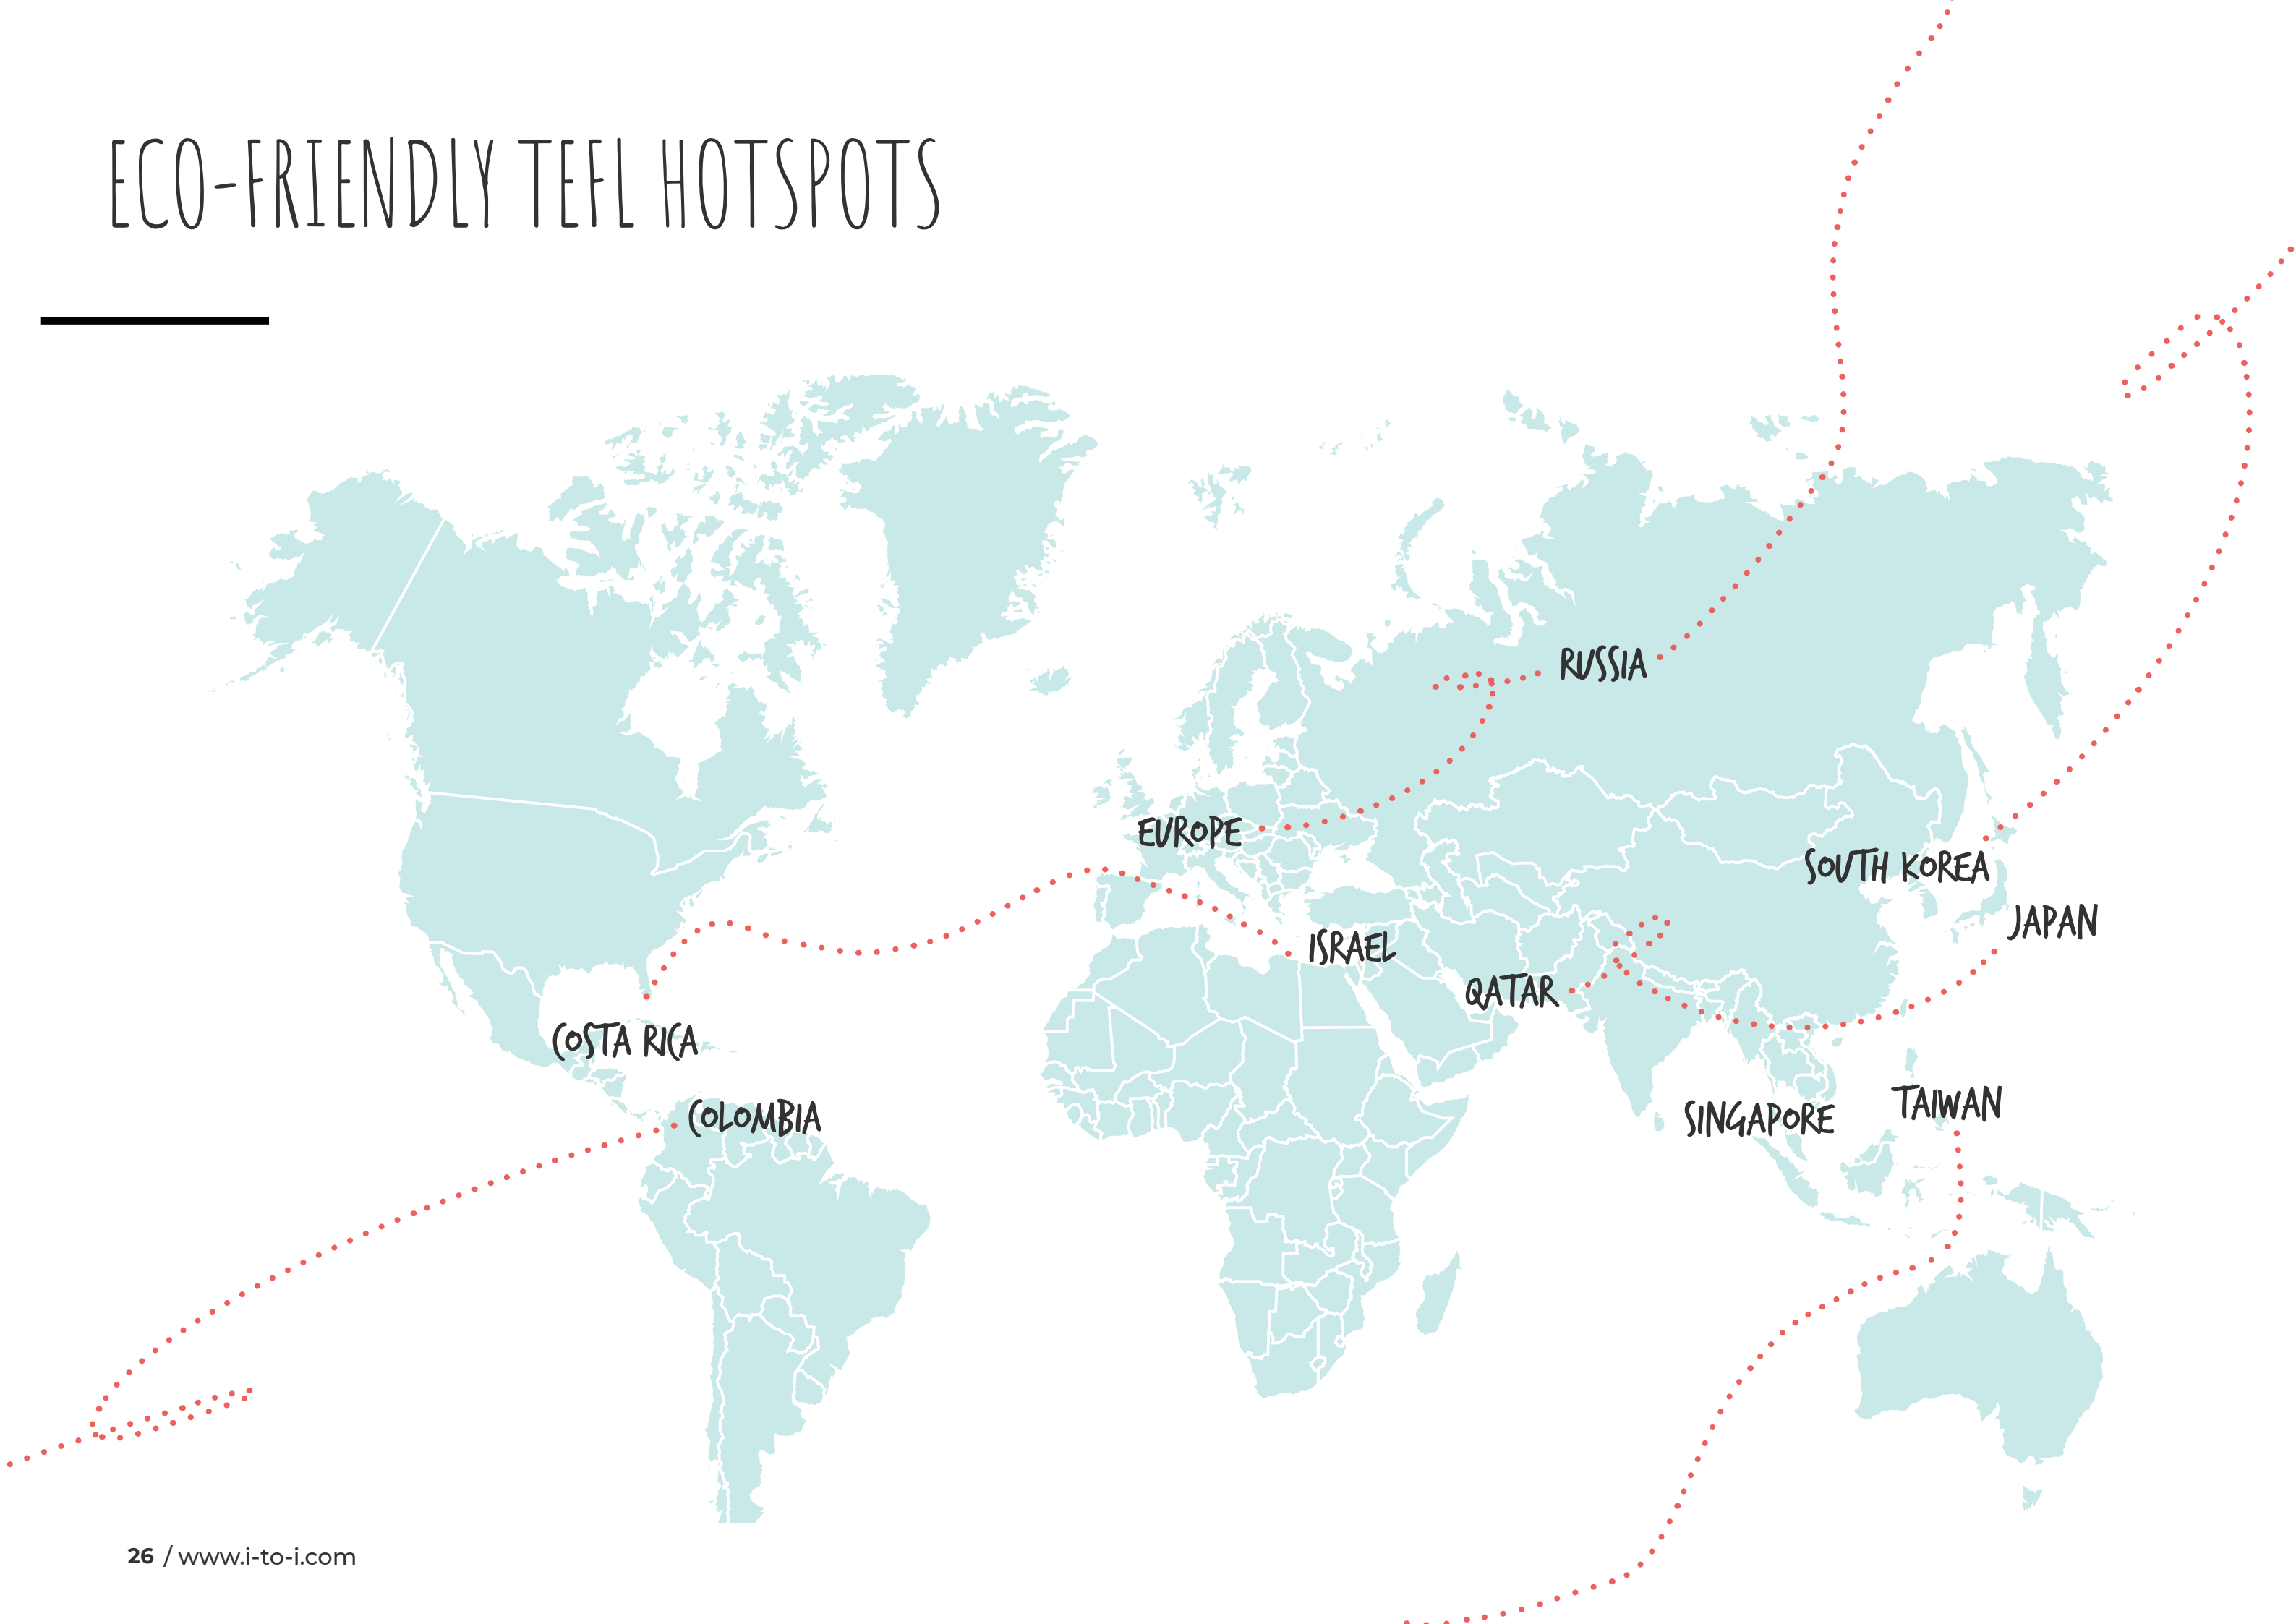 ECO-FRIENDLY TEFL HOTSPOTS
RUSSIA
EUROPE
SOUTH KOREA
JAPAN
ISRAEL
QATAR
COSTA RICA
COLOMBIA
SINGAPORE
TAIWAN
26 / www.i-to-i.com